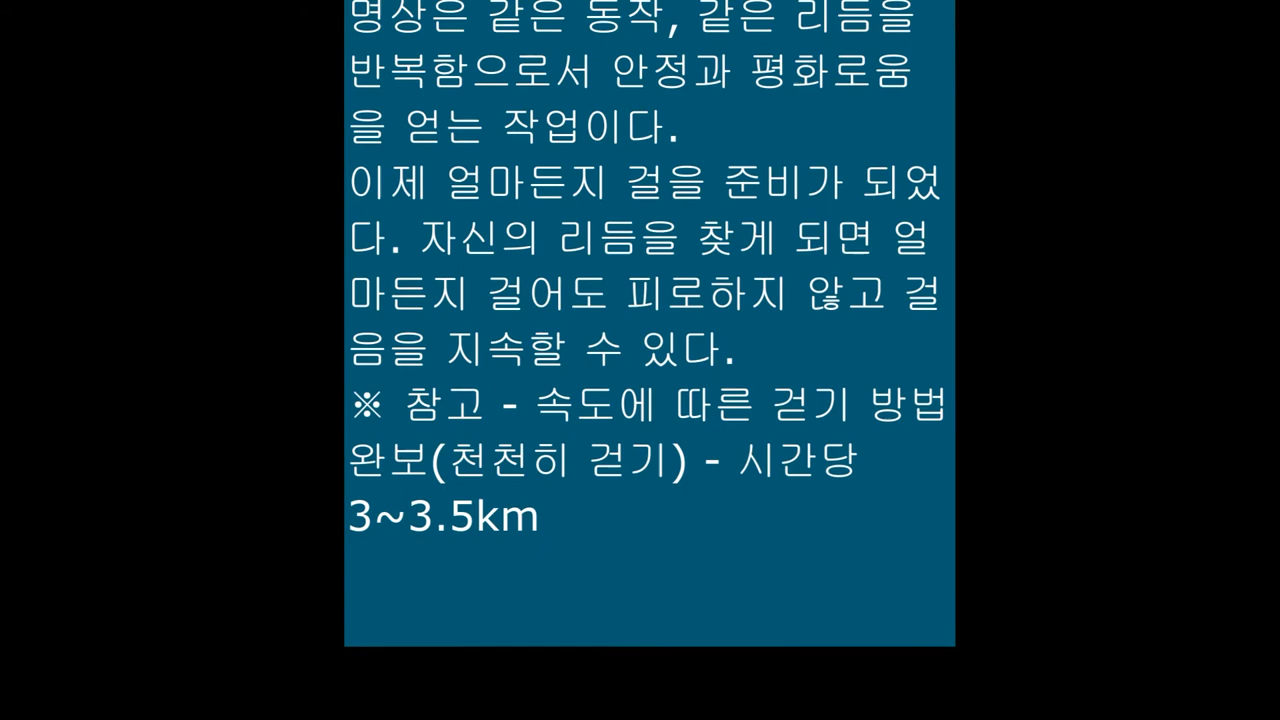 명상은 같은 동작, 같은 리듬을
반복함으로서 안정과 평화로움
을 얻는 작업이다.
이제 얼마든지 걸을 준비가 되었
다. 자신의 리듬을 찾게 되면 얼
마든지 걸어도 피로하지 않고 걸
음을 지속할 수 있다.
※ 참고 - 속도에 따른 걷기 방법
완보(천천히 걷기) - 시간당
3~3.5km